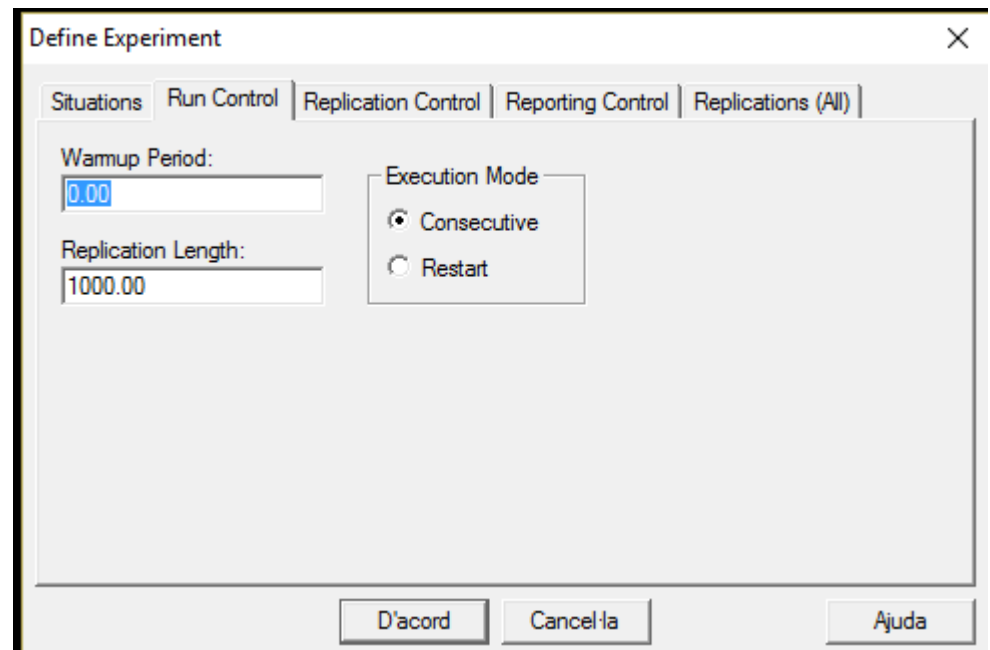 Define Experiment
Situations Run Control Replication Control Reporting Control Replications (All)
Warmup Period:
0.00
Replication Length:
1000.00
Execution Mode
Consecutive
Restart
D'acord Cancel·la Ajuda